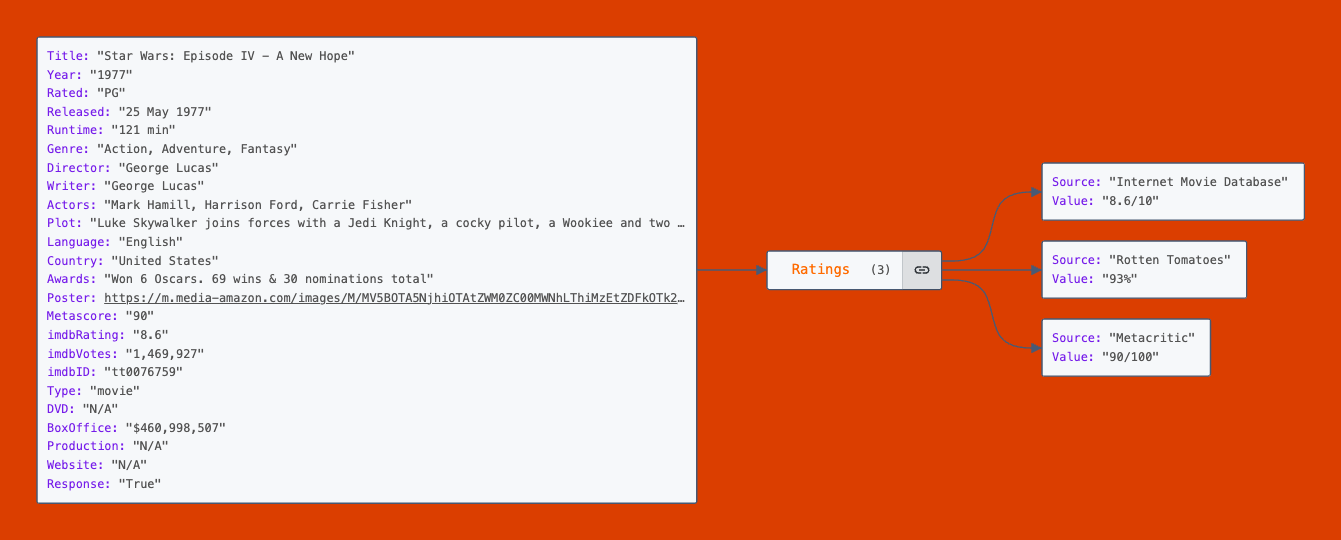 Title: "Star Wars: Episode IV – A New Hope"
Year: "1977"
Rated: "PG"
Released: "25 May 1977"
Runtime: "121 min"
Genre: "Action, Adventure, Fantasy"
Director: "George Lucas"
Writer: "George Lucas"
Actors: "Mark Hamill, Harrison Ford, Carrie Fisher"
Plot: "Luke Skywalker joins forces with a Jedi Knight, a cocky pilot, a Wookiee and two …
Language: "English"
Country: "United States"
Awards: "Won 6 Oscars. 69 wins & 30 nominations total"
Poster: https://m.media-amazon.com/images/M/MV5BOTA5NjhiOTAtZWM0ZC00MWNhLThiMzEtZDFkOTk2…
Metascore: "90"
imdbRating: "8.6"
imdbVotes: "1,469,927"
imdbID: "tt0076759"
Type: "movie"
DVD: "N/A"
BoxOffice: "$460,998,507"
Production: "N/A"
Website: "N/A"
Response: "True"
Ratings (3)
Source: "Internet Movie Database"
Value: "8.6/10"
Source: "Rotten Tomatoes"
Value: "93%"
Source: "Metacritic"
Value: "90/100"